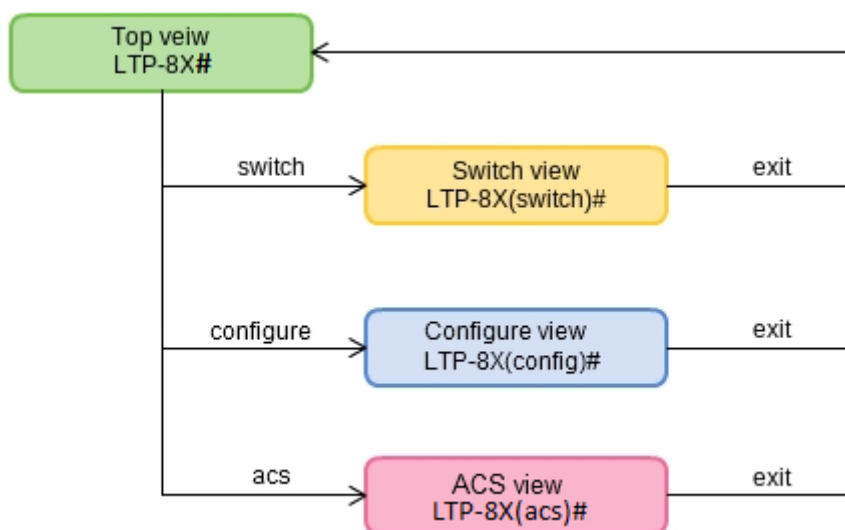 Top veiw
LTP-8X#
switch
Switch view
LTP-8X(switch)#
exit
configure
Configure view
LTP-8X(config)#
exit
acs
ACS view
LTP-8X(acs)#
exit